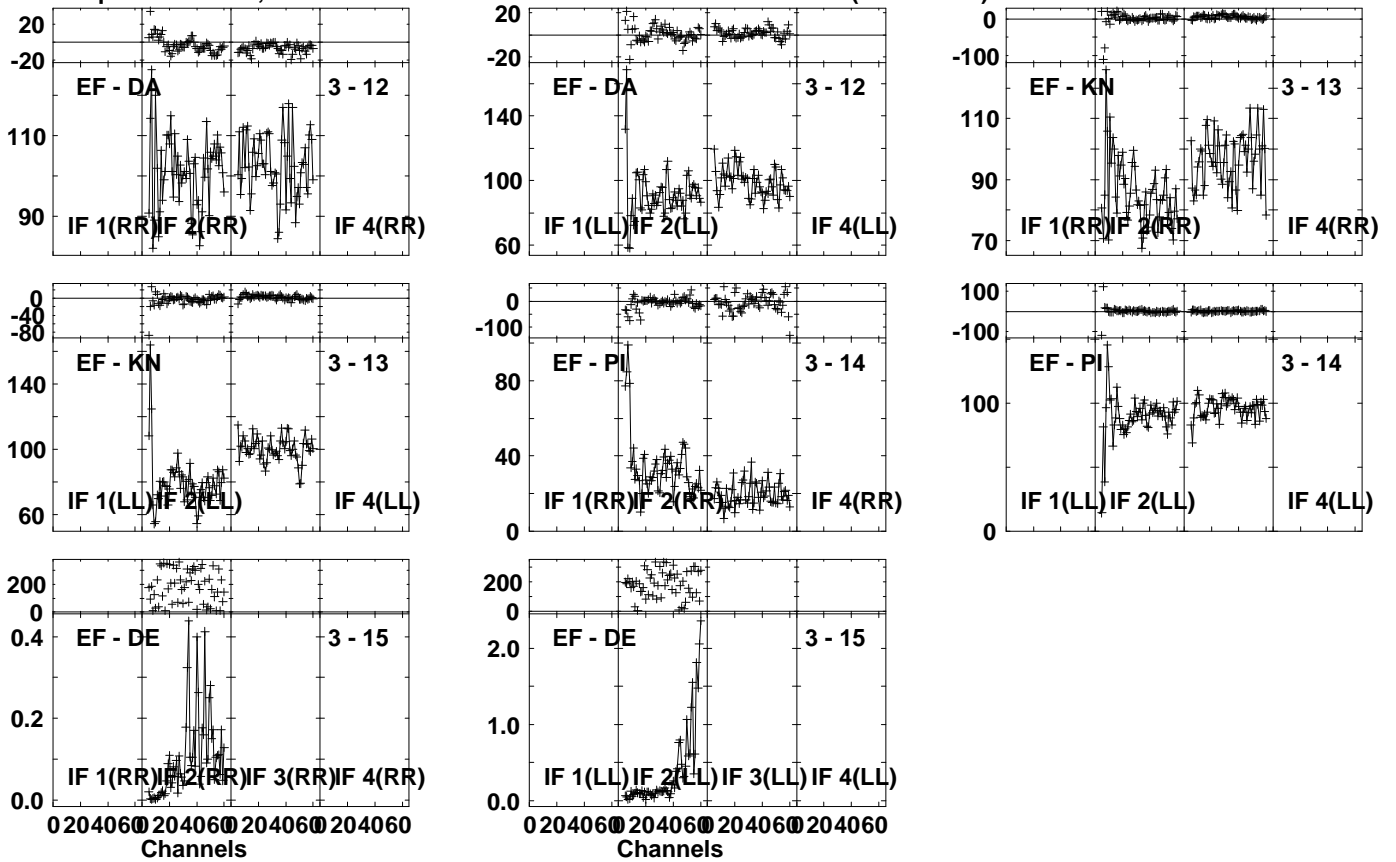 20
-20
EF - DA
3 - 12
110
90
IF 1(RR)
IF 2(RR)
IF 4(RR)
20
-20
EF - DA
3 - 12
140
100
60
IF 1(LL)
IF 2(LL)
IF 4(LL)
0
-100
EF - KN
3 - 13
110
90
70
IF 1(RR)
IF 2(RR)
IF 4(RR)
0
-40
-80
EF - KN
3 - 13
140
100
60
IF 1(LL)
IF 2(LL)
IF 4(LL)
0
-100
EF - PI
3 - 14
80
40
0
IF 1(RR)
IF 2(RR)
IF 4(RR)
100
-100
EF - PI
3 - 14
100
0
IF 1(LL)
IF 2(LL)
IF 4(LL)
200
0
EF - DE
3 - 15
0.4
0.2
0.0
IF 1(RR)
IF 2(RR)
IF 3(RR)
IF 4(RR)
0 20 40 60 0 20 40 60 0 20 40 60 0 20 40 60
Channels
200
0
EF - DE
3 - 15
2.0
1.0
0.0
IF 1(LL)
IF 2(LL)
IF 3(LL)
IF 4(LL)
0 20 40 60 0 20 40 60 0 20 40 60 0 20 40 60
Channels